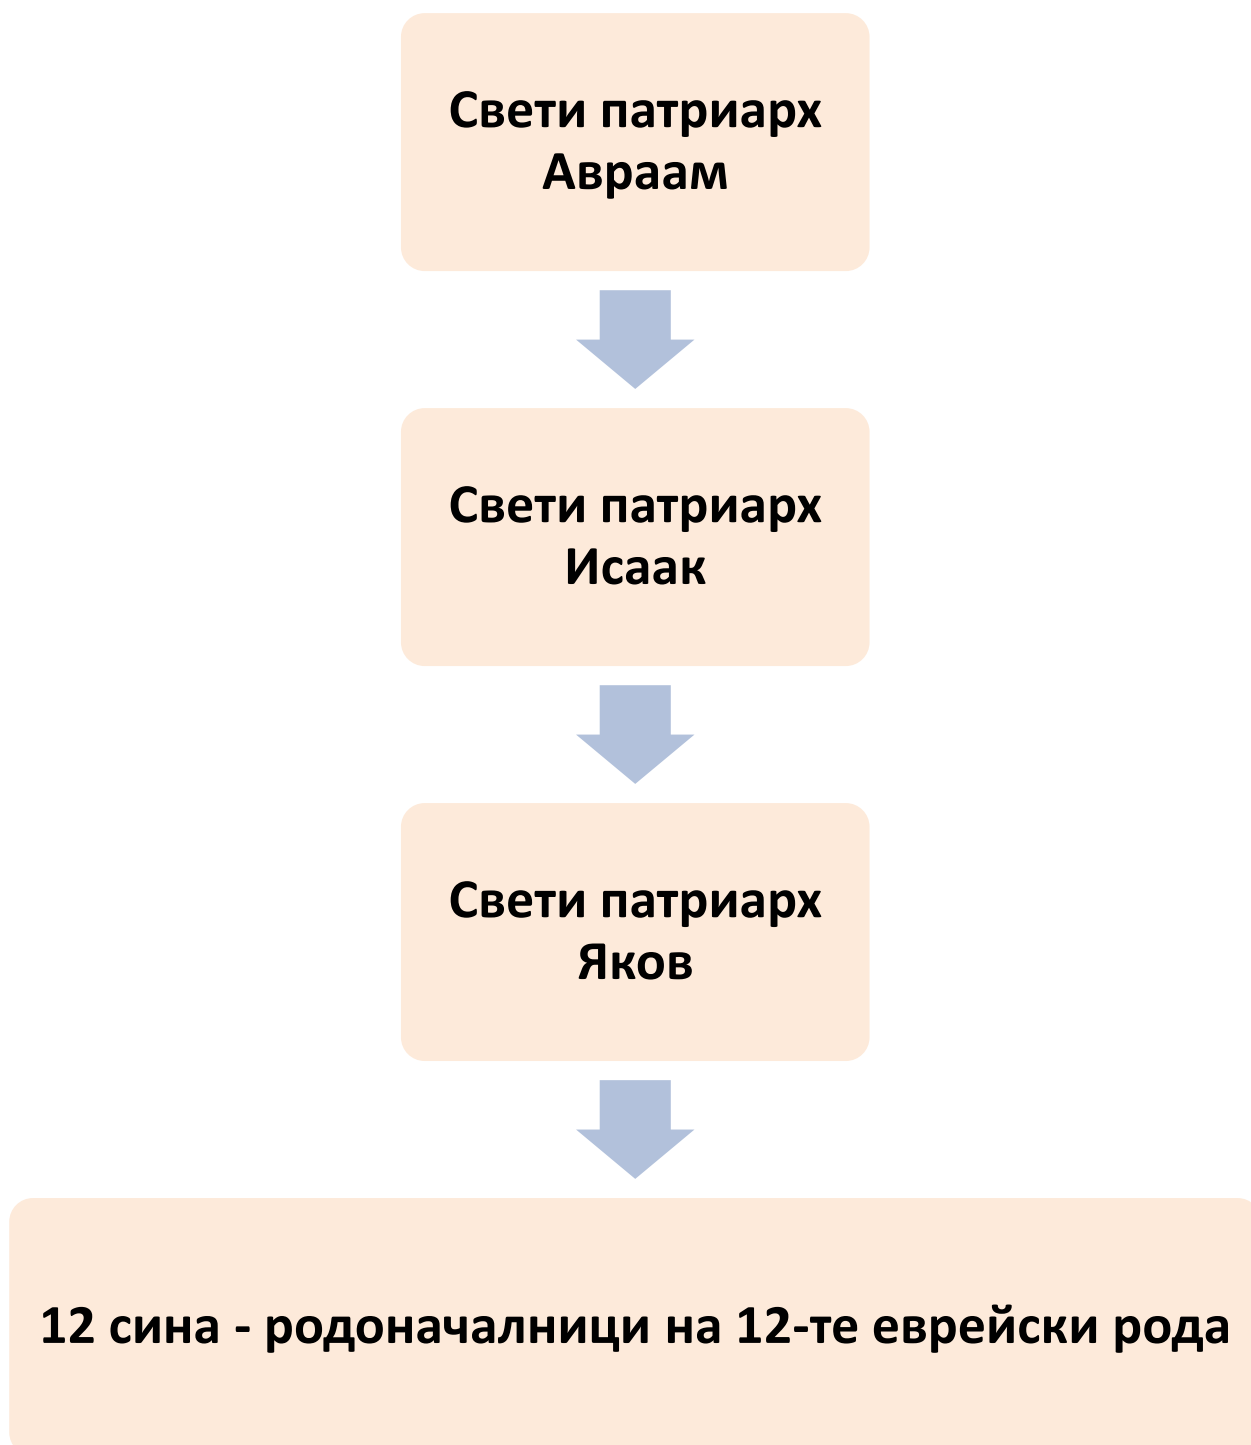 Свети патриарх
Авраам
Свети патриарх
Исаак
Свети патриарх
Яков
12 сина - родоначалници на 12-те еврейски рода